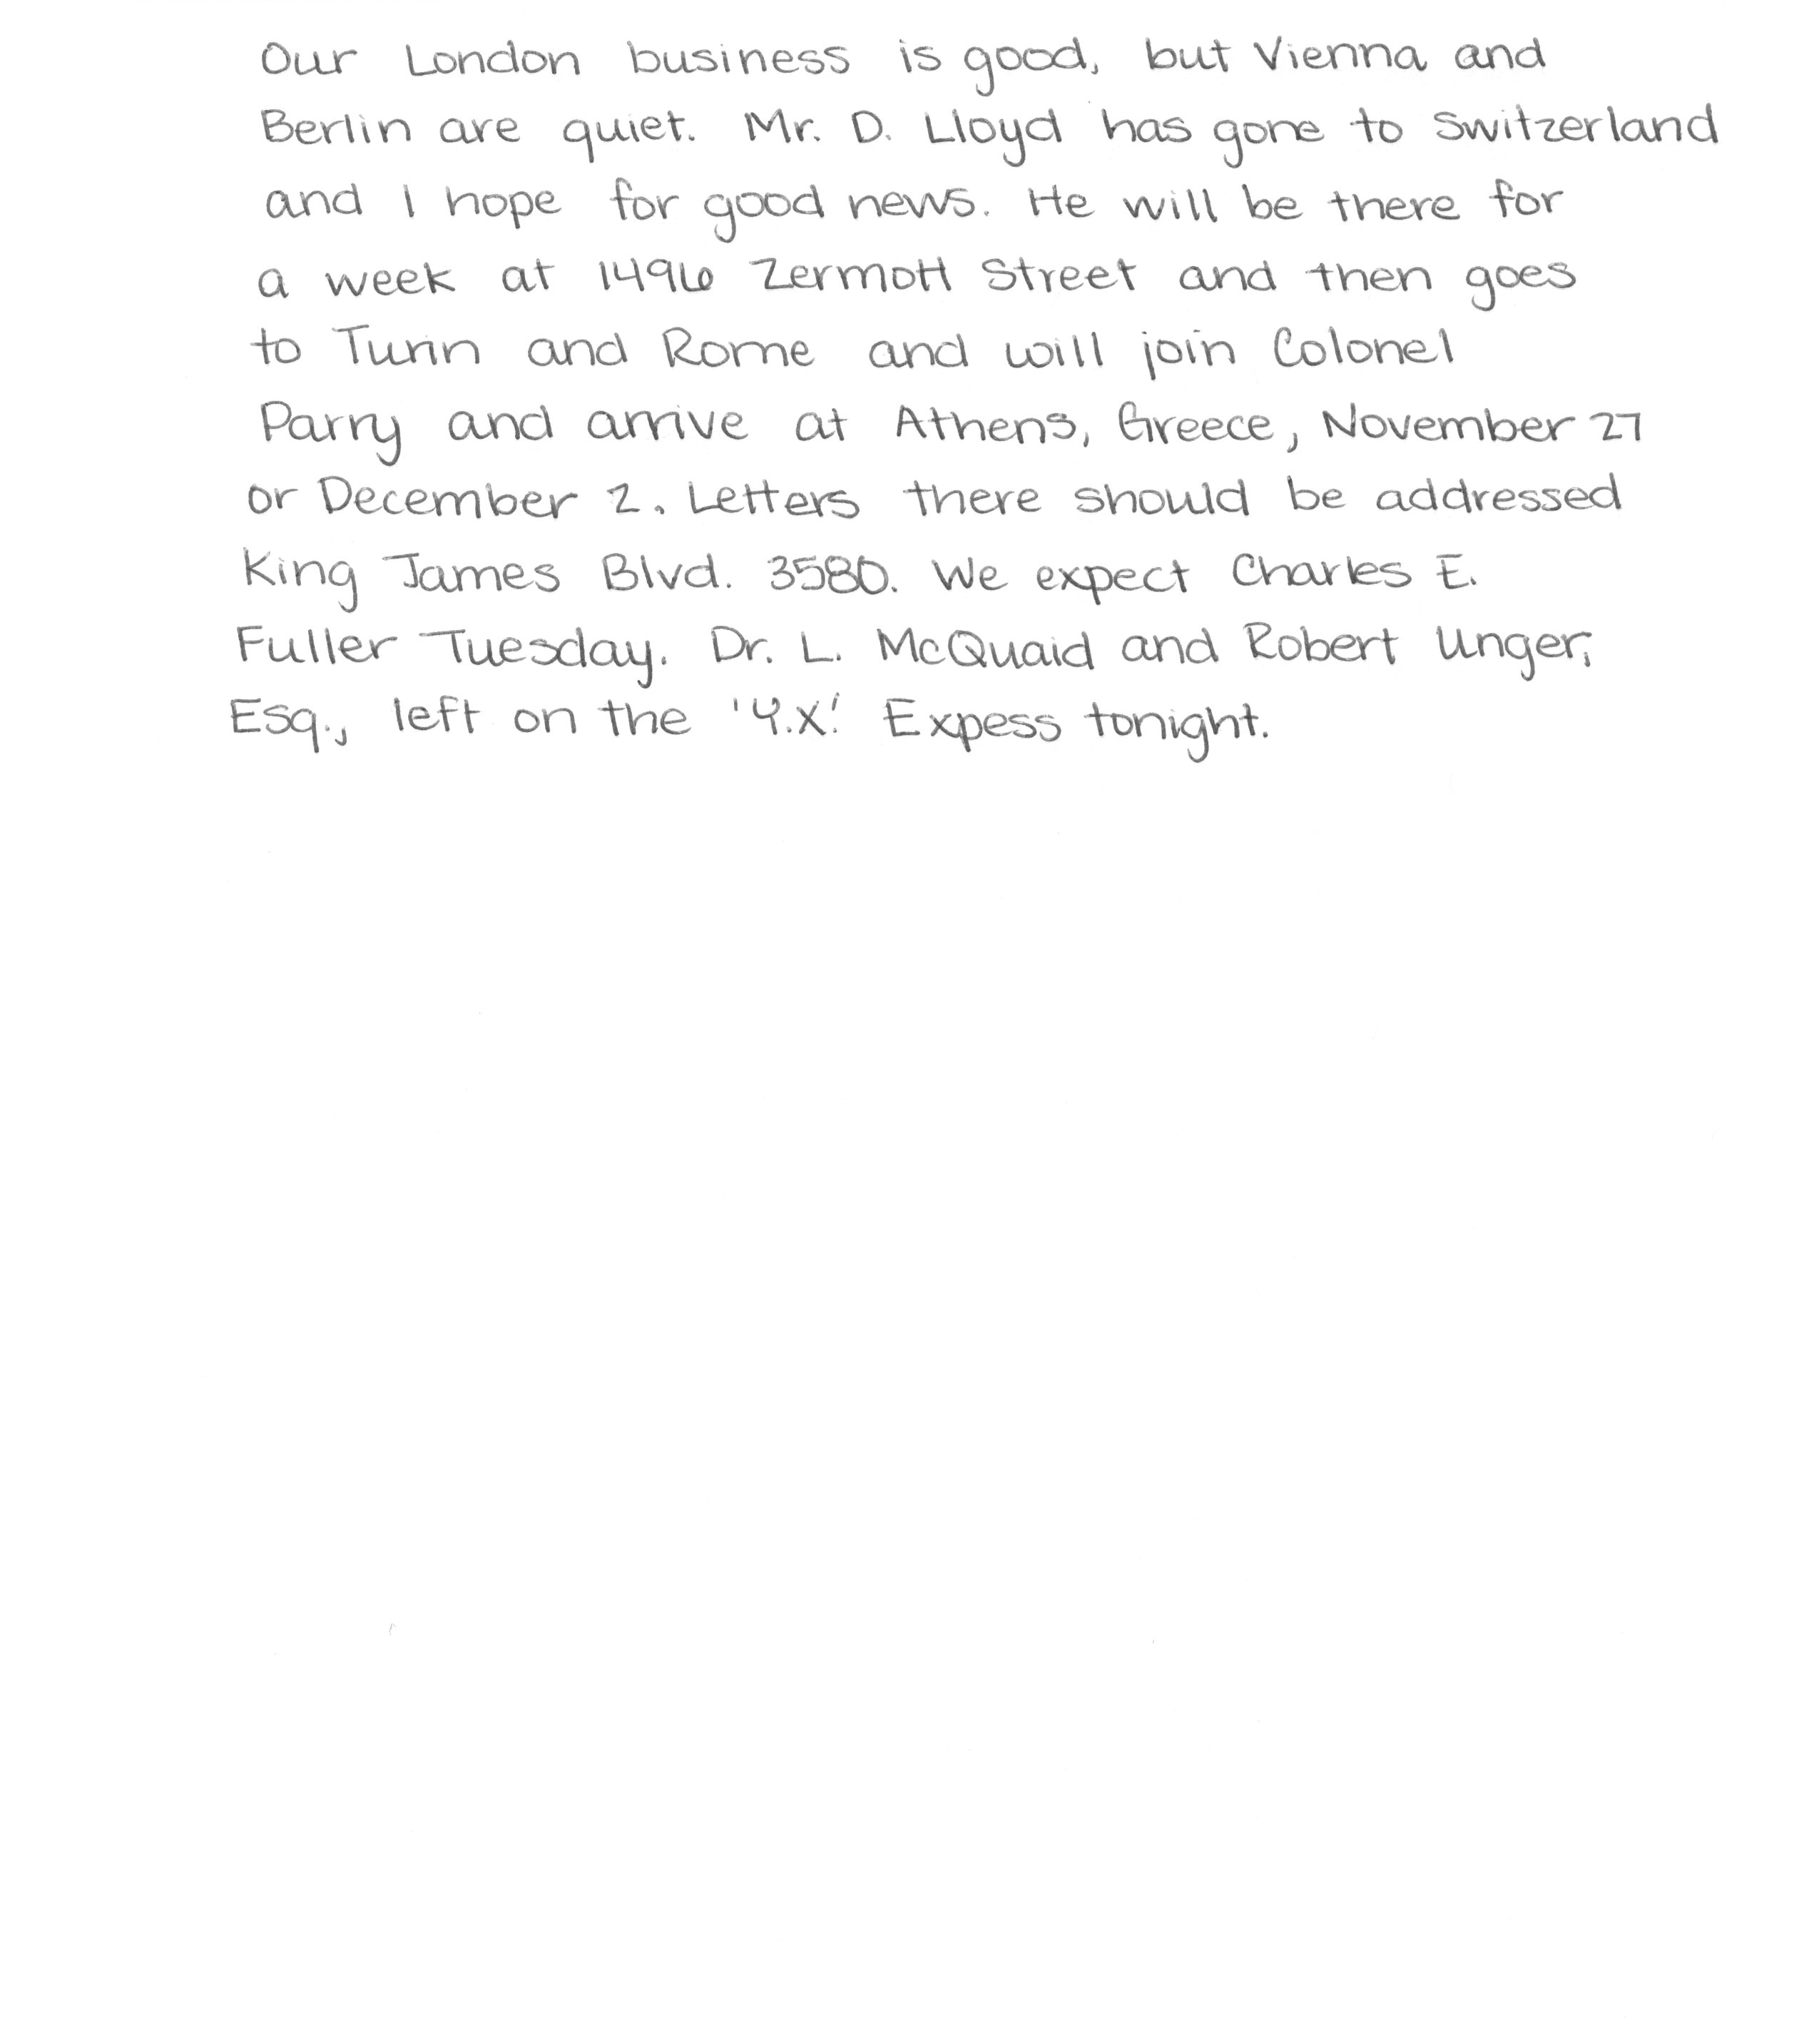 Our London business is good, but Vienna and
Berlin are quiet. Mr. D. Lloyd has gone to Switzerland
and I hope for good news. He will be there for
a week at 1496 Zermott Street and then goes
to Turin and Rome and will join Colonel
Parry and arrive at Athens, Greece, November 27
or December 2. Letters there should be addressed
King James Blvd. 3580. We expect Charles E.
Fuller Tuesday. Dr. L. McQuaid and Robert Unger,
Esq., left on the 'Y.X.' Expess tonight.